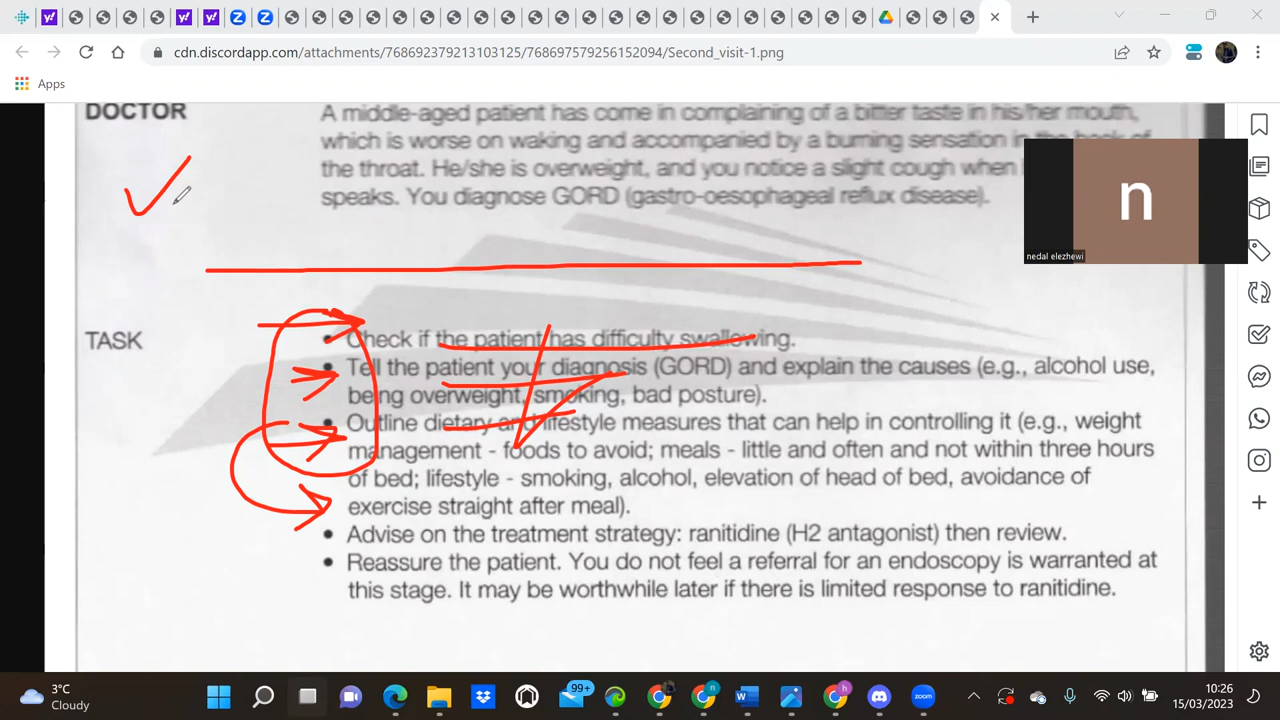 cdn.discordapp.com/attachments/768692379213103125/768697579256152094/Second_visit-1.png
Apps
DOCTOR
A middle-aged patient has come in complaining of a bitter taste in his/her mouth,
which is worse on waking and accompanied by a burning sensation in the back of
the throat. He/she is overweight, and you notice a slight cough when
speaks. You diagnose GORD (gastro-oesophageal reflux disease).
n
nedal elezhewi
TASK
• Check if the patient has difficulty swallowing.
• Tell the patient your diagnosis (GORD) and explain the causes (e.g., alcohol use,
being overweight, smoking, bad posture).
• Outline dietary and lifestyle measures that can help in controlling it (e.g., weight
management - foods to avoid; meals - little and often and not within three hours
of bed; lifestyle - smoking, alcohol, elevation of head of bed, avoidance of
exercise straight after meal).
• Advise on the treatment strategy: ranitidine (H2 antagonist) then review.
• Reassure the patient. You do not feel a referral for an endoscopy is warranted at
this stage. It may be worthwhile later if there is limited response to ranitidine.
3°C
Cloudy
99+
zoom
10:26
15/03/2023